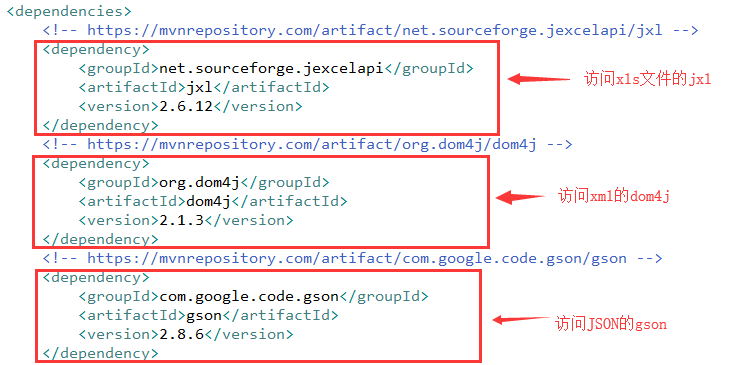 <dependencies>
<!-- https://mvnrepository.com/artifact/net.sourceforge.jexcelapi/jxl -->
<dependency>
<groupId>net.sourceforge.jexcelapi</groupId>
<artifactId>jxl</artifactId>
<version>2.6.12</version>
</dependency>
访问xls文件的jxl
<!-- https://mvnrepository.com/artifact/org.dom4j/dom4j -->
<dependency>
<groupId>org.dom4j</groupId>
<artifactId>dom4j</artifactId>
<version>2.1.3</version>
</dependency>
访问xml的dom4j
<!-- https://mvnrepository.com/artifact/com.google.code.gson/gson -->
<dependency>
<groupId>com.google.code.gson</groupId>
<artifactId>gson</artifactId>
<version>2.8.6</version>
</dependency>
访问JSON的gson